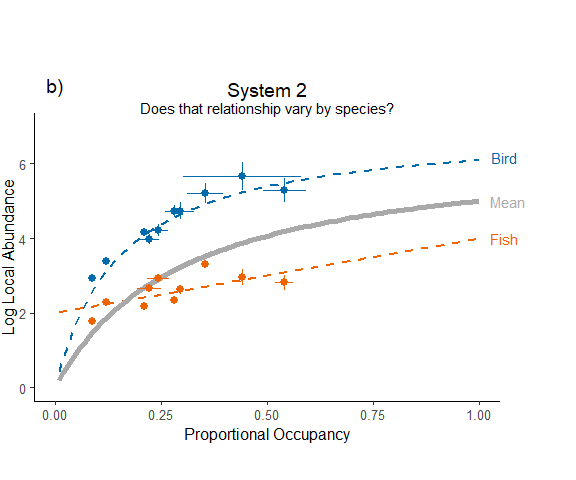 b)
System 2
Does that relationship vary by species?
Log Local Abundance
6
4
2
0
Bird
Mean
Fish
0.00 0.25 0.50 0.75 1.00
Proportional Occupancy